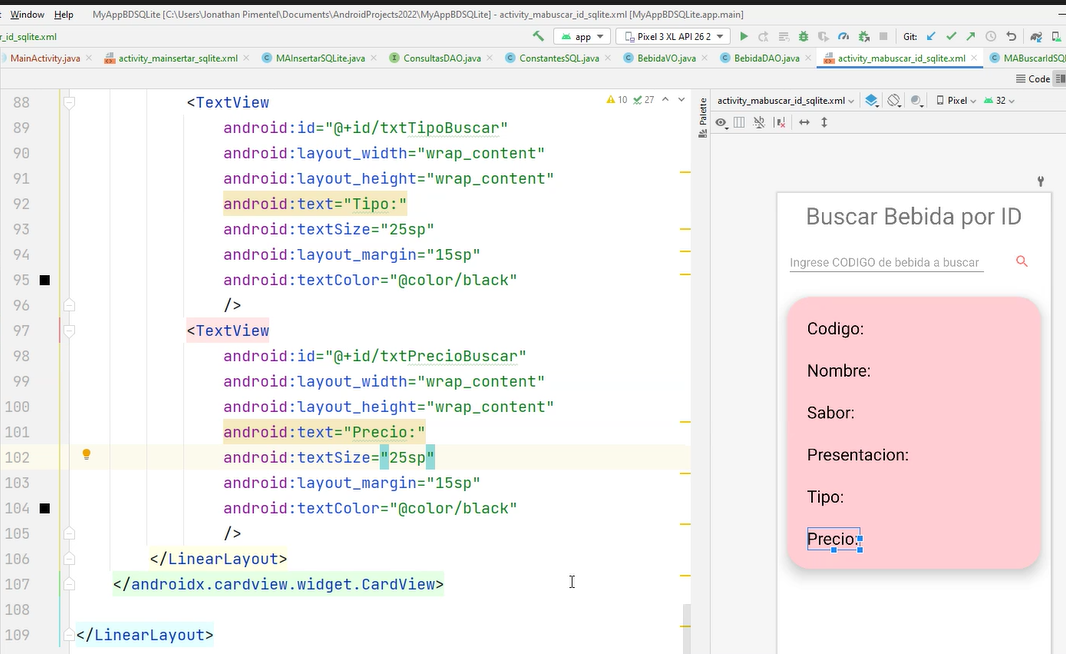 Window Help MyAppBDSQLite [C:\Users\Jonathan Pimentel\Documents\AndroidProjects2022\MyAppBDSQLite] - activity_mabuscar_id_sqlite.xml [MyAppBDSQLite.app.main]
r_id_sqlite.xml app Pixel 3 XL API 26 2 Git:
MainActivity.java activity_mainsertar_sqlite.xml MAInsertarSQLite.java ConsultasDAO.java ConstantesSQL.java BebidaVO.java BebidaDAO.java activity_mabuscar_id_sqlite.xml MABuscarIdSQ
Code
88 <TextView 10 27
89 android:id="@+id/txtTipoBuscar"
90 android:layout_width="wrap_content"
91 android:layout_height="wrap_content"
92 android:text="Tipo:"
93 android:textSize="25sp"
94 android:layout_margin="15sp"
95 android:textColor="@color/black"
96 />
97 <TextView
98 android:id="@+id/txtPrecioBuscar"
99 android:layout_width="wrap_content"
100 android:layout_height="wrap_content"
101 android:text="Precio:"
102 android:textSize="25sp"
103 android:layout_margin="15sp"
104 android:textColor="@color/black"
105 />
106 </LinearLayout>
107 </androidx.cardview.widget.CardView>
108
109 </LinearLayout>
Palette
activity_mabuscar_id_sqlite.xml Pixel 32
Buscar Bebida por ID
Ingrese CODIGO de bebida a buscar
Codigo:
Nombre:
Sabor:
Presentacion:
Tipo:
Precio: